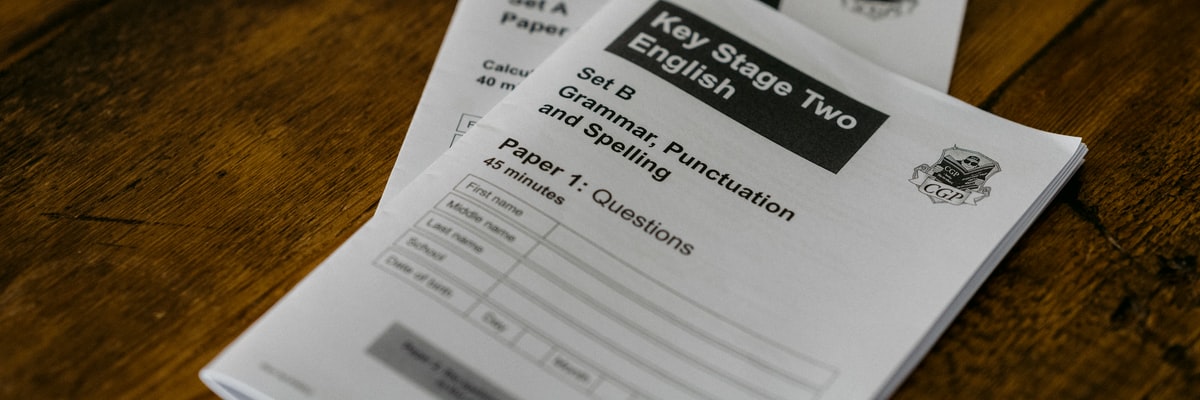 Set A
Paper
Calcu
40 m
Key Stage Two
English
Set B
Grammar, Punctuation
and Spelling
Paper 1: Questions
45 minutes
First name
Middle name
Last name
School
Date of birth
Day
Month
CGP
CGP